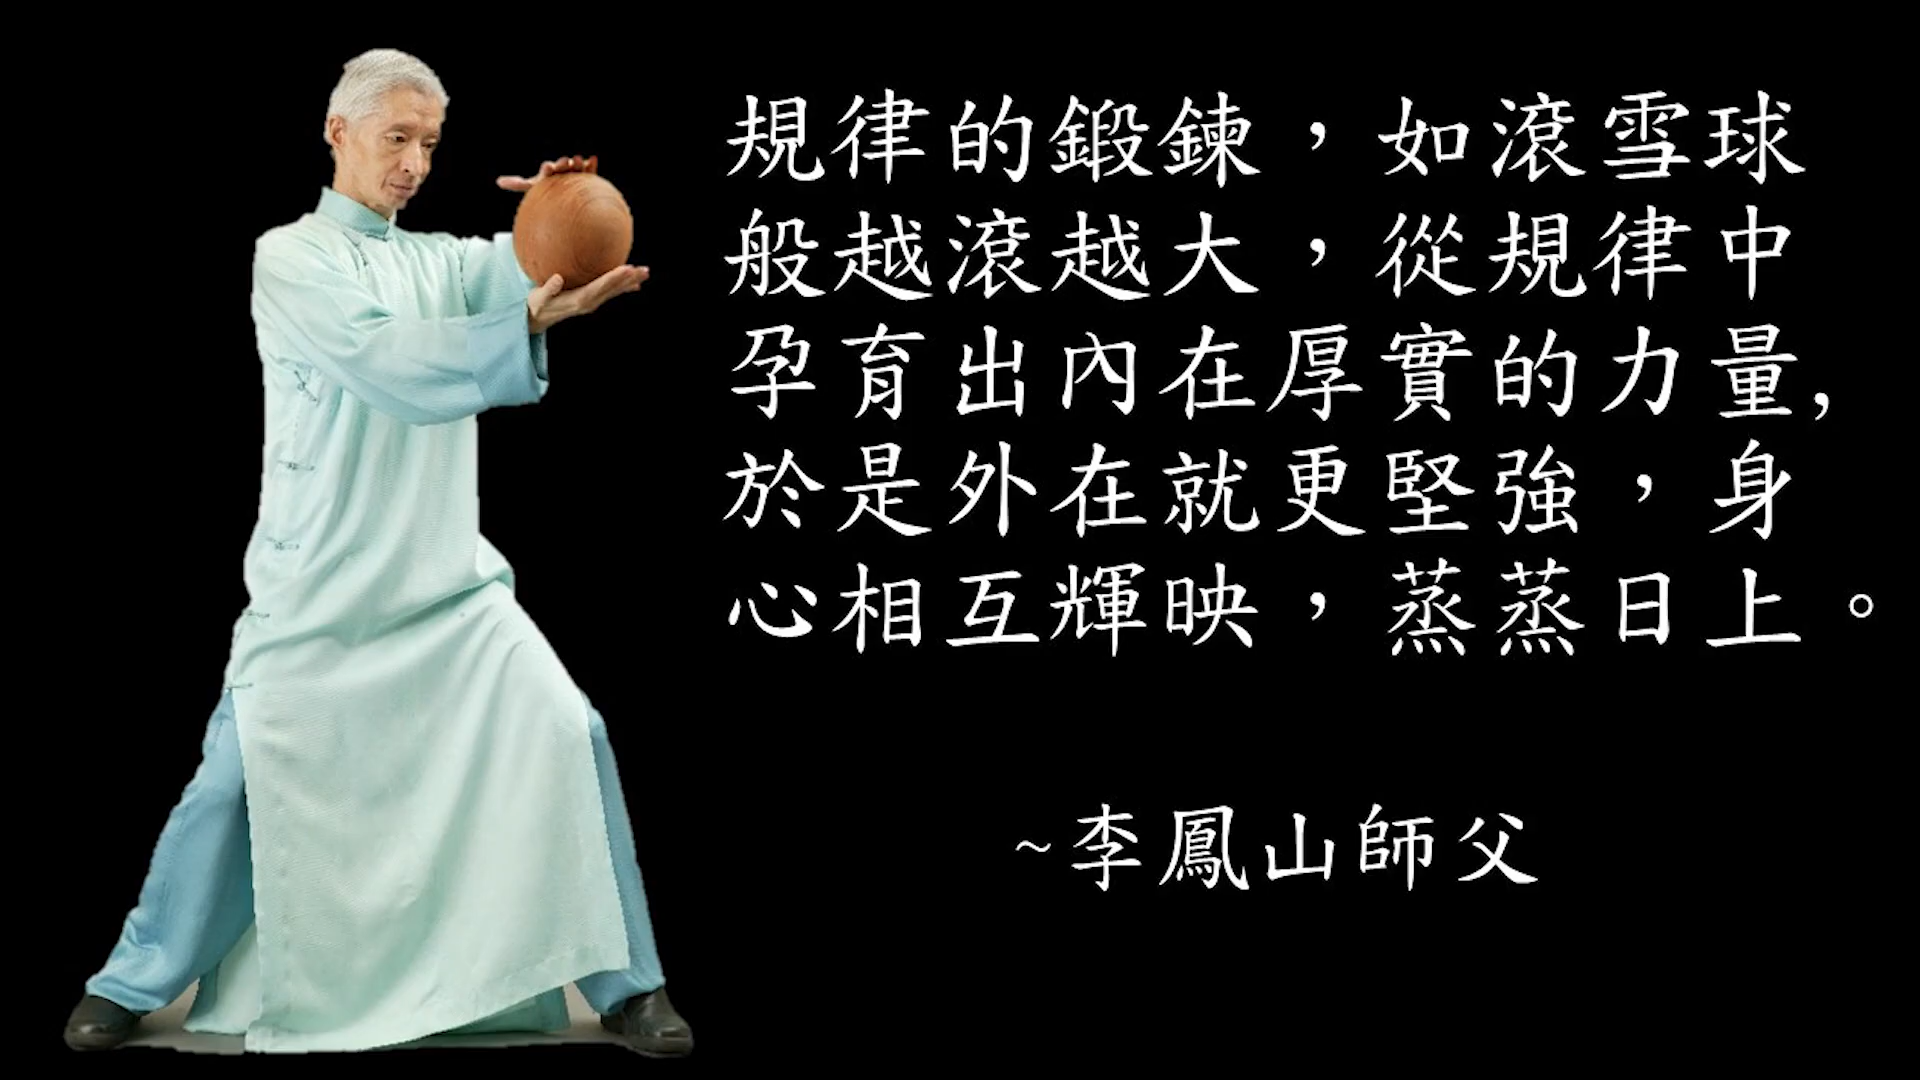 規律的鍛鍊，如滾雪球
般越滾越大，從規律中
孕育出內在厚實的力量,
於是外在就更堅強，身
心相互輝映，蒸蒸日上。
~李鳳山師父